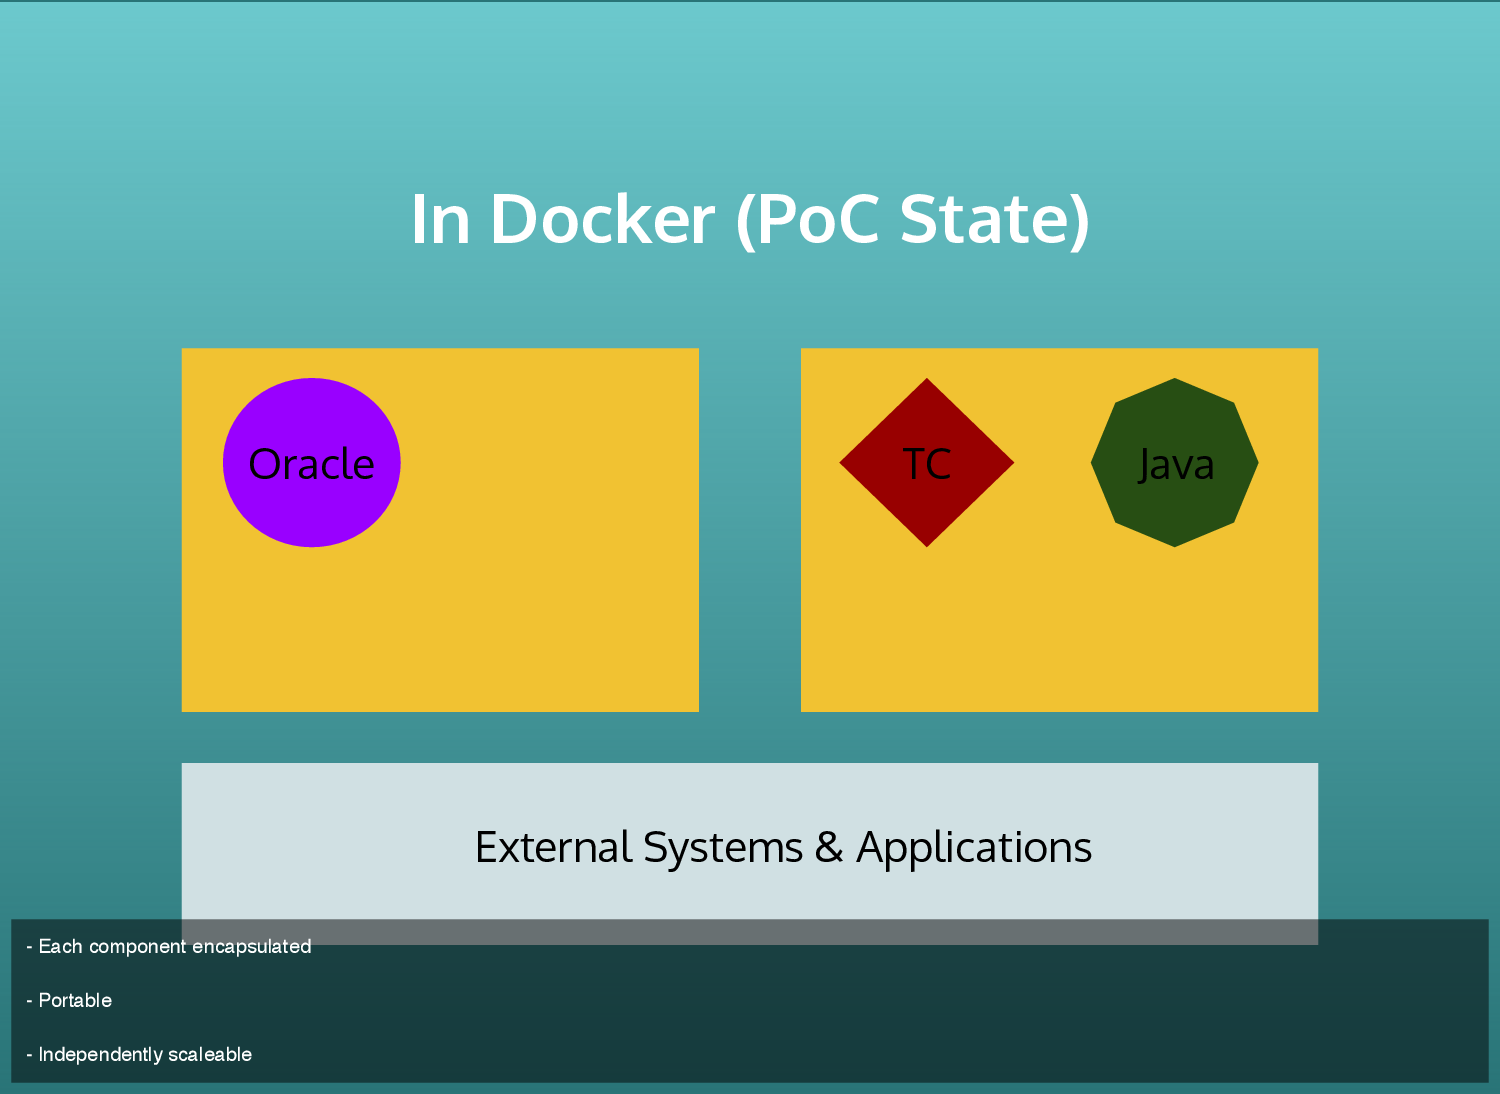 In Docker (PoC State)
Oracle
TC
Java
External Systems & Applications
- Each component encapsulated
- Portable
- Independently scaleable